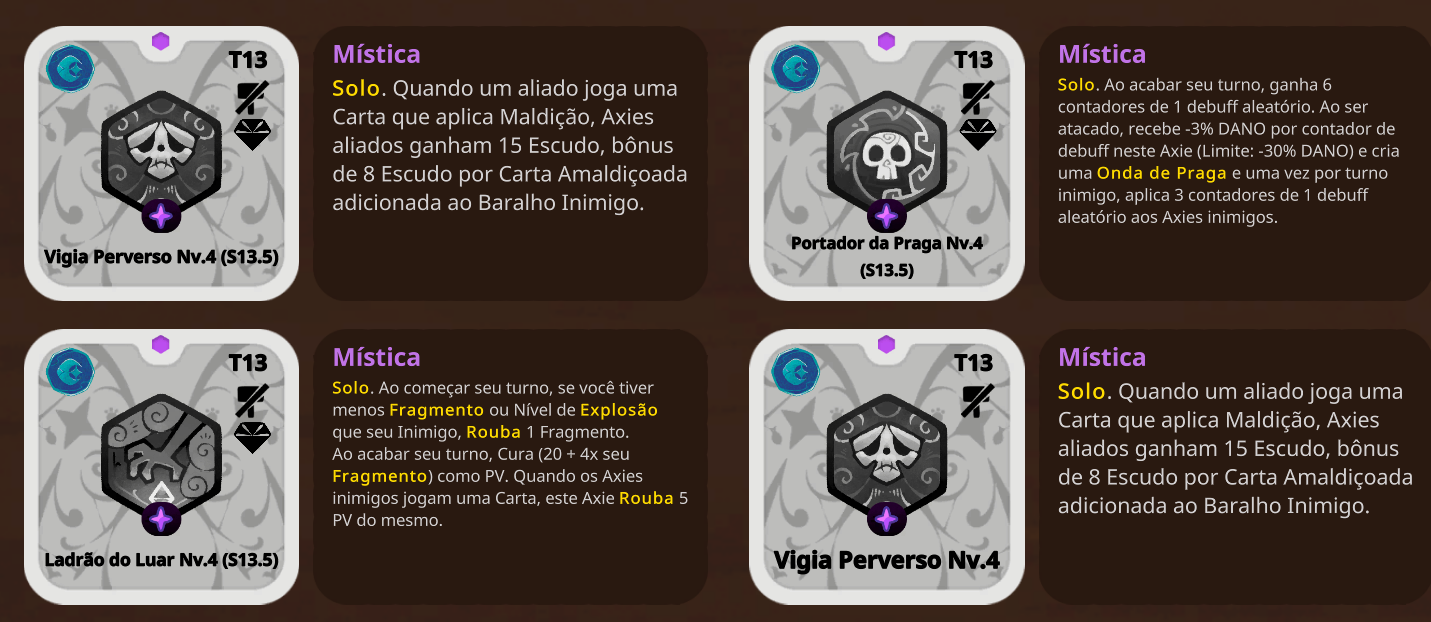 T13
Vigia Perverso Nv.4 (S13.5)
Mística
Solo. Quando um aliado joga uma
Carta que aplica Maldição, Axies
aliados ganham 15 Escudo, bônus
de 8 Escudo por Carta Amaldiçoada
adicionada ao Baralho Inimigo.
T13
Portador da Praga Nv.4
(S13.5)
Mística
Solo. Ao acabar seu turno, ganha 6
contadores de 1 debuff aleatório. Ao ser
atacado, recebe -3% DANO por contador de
debuff neste Axie (Limite: -30% DANO) e cria
uma Onda de Praga e uma vez por turno
inimigo, aplica 3 contadores de 1 debuff
aleatório aos Axies inimigos.
T13
Ladrão do Luar Nv.4 (S13.5)
Mística
Solo. Ao começar seu turno, se você tiver
menos Fragmento ou Nível de Explosão
que seu Inimigo, Rouba 1 Fragmento.
Ao acabar seu turno, Cura (20 + 4x seu
Fragmento) como PV. Quando os Axies
inimigos jogam uma Carta, este Axie Rouba 5
PV do mesmo.
T13
Vigia Perverso Nv.4
Mística
Solo. Quando um aliado joga uma
Carta que aplica Maldição, Axies
aliados ganham 15 Escudo, bônus
de 8 Escudo por Carta Amaldiçoada
adicionada ao Baralho Inimigo.